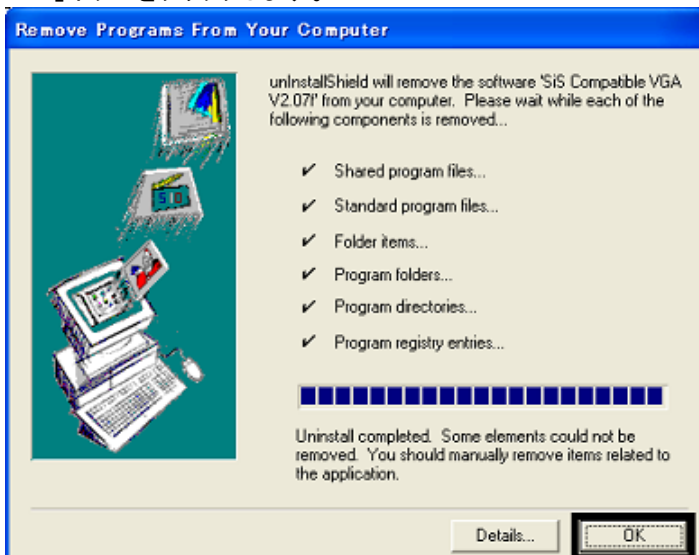 Remove Programs From Your Computer
unInstallShield will remove the software 'SiS Compatible VGA
V2.07l' from your computer. Please wait while each of the
following components is removed...
✔ Shared program files...
✔ Standard program files...
✔ Folder items...
✔ Program folders...
✔ Program directories...
✔ Program registry entries...
Uninstall completed. Some elements could not be
removed. You should manually remove items related to
the application.
Details...
OK